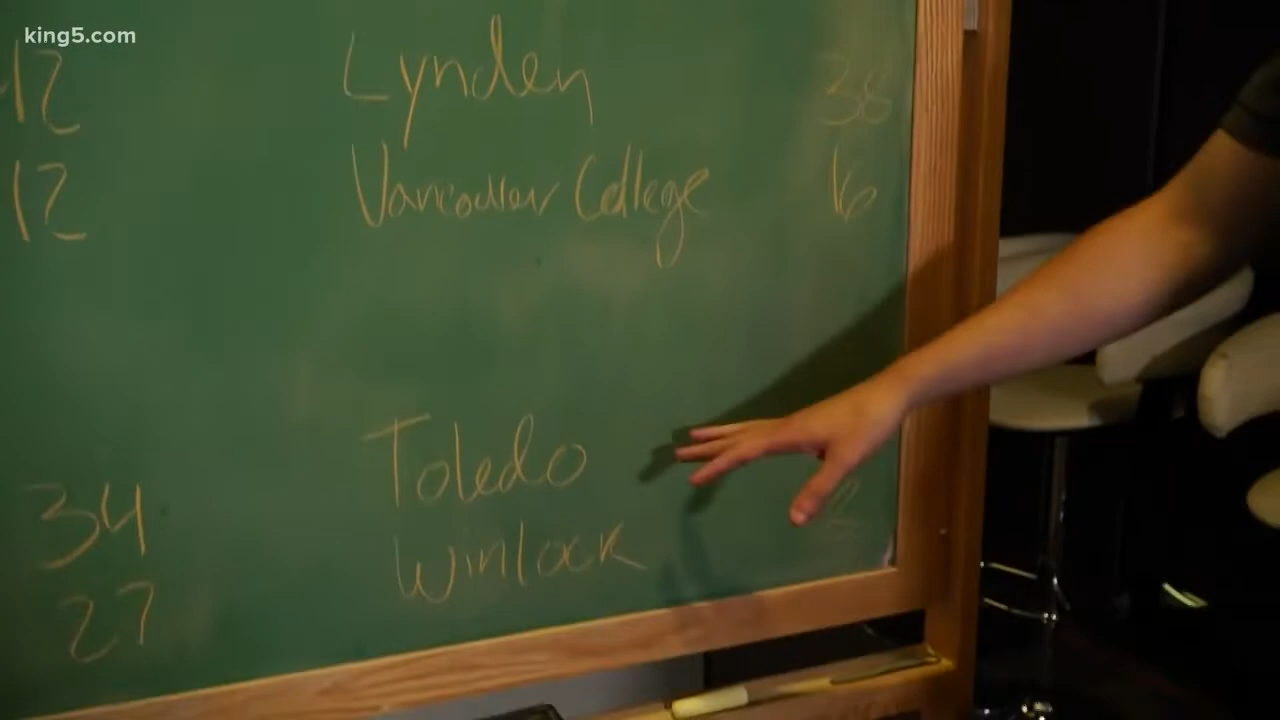 king5.com
12 Lynden 38
12 Vancouver College 16
Toledo
34
Winlock
27